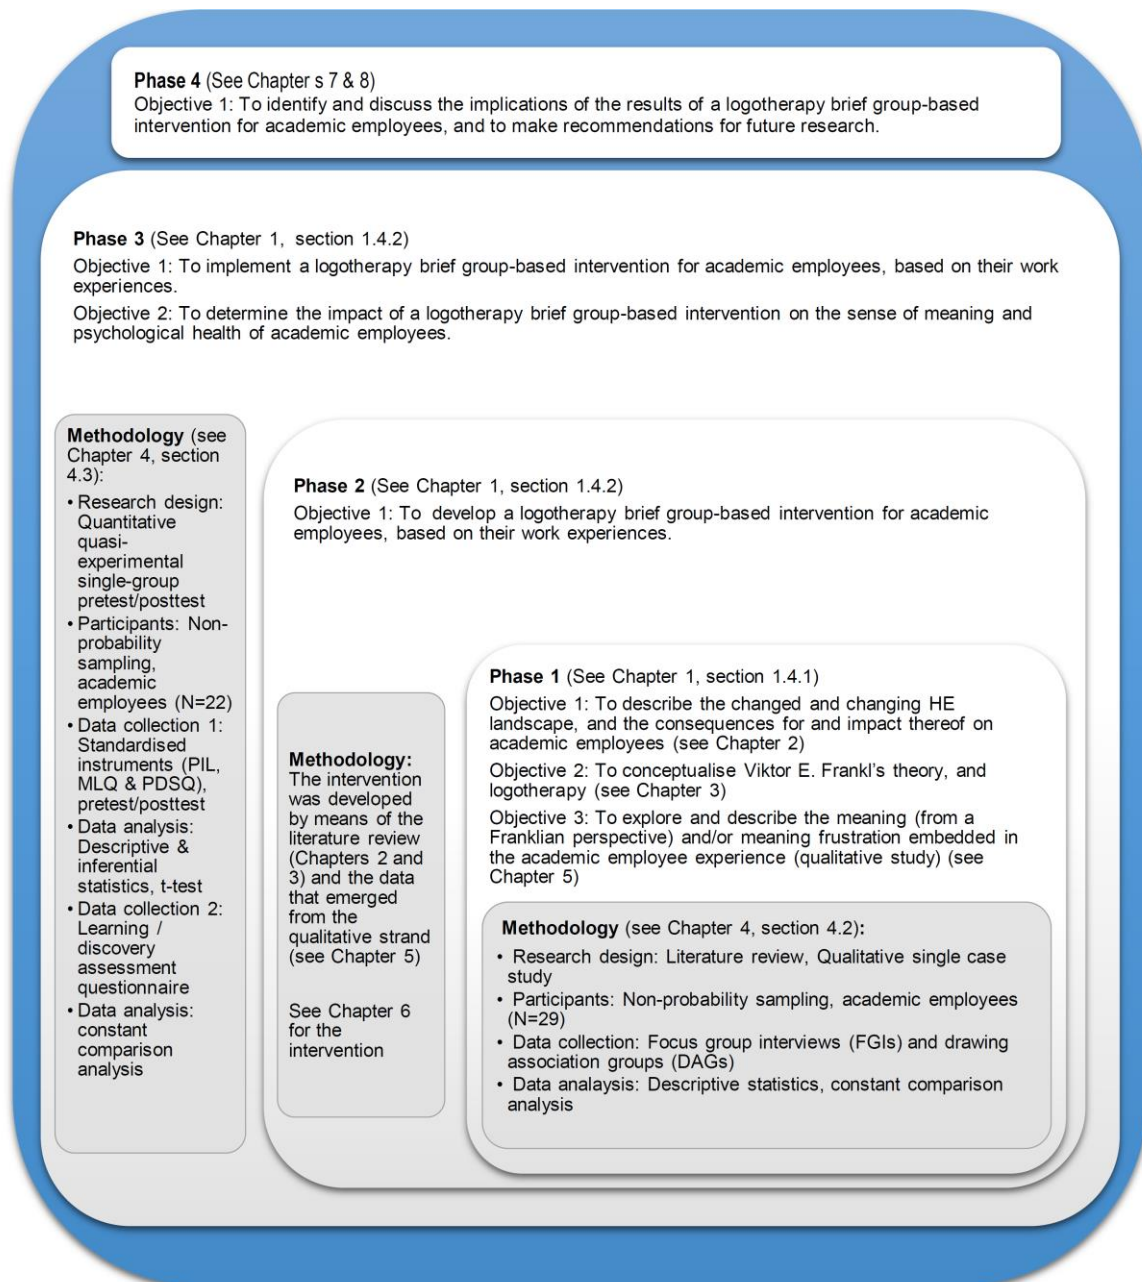 Phase 4 (See Chapter s 7 & 8)
Objective 1: To identify and discuss the implications of the results of a logotherapy brief group-based
intervention for academic employees, and to make recommendations for future research.
Phase 3 (See Chapter 1, section 1.4.2)
Objective 1: To implement a logotherapy brief group-based intervention for academic employees, based on their work
experiences.
Objective 2: To determine the impact of a logotherapy brief group-based intervention on the sense of meaning and
psychological health of academic employees.
Methodology (see
Chapter 4, section
4.3):
• Research design:
Quantitative
quasi-
experimental
single-group
pretest/posttest
• Participants: Non-
probability
sampling,
academic
employees (N=22)
• Data collection 1:
Standardised
instruments (PIL,
MLQ & PDSQ),
pretest/posttest
• Data analysis:
Descriptive &
inferential
statistics, t-test
• Data collection 2:
Learning /
discovery
assessment
questionnaire
• Data analysis:
constant
comparison
analysis
Phase 2 (See Chapter 1, section 1.4.2)
Objective 1: To develop a logotherapy brief group-based intervention for academic
employees, based on their work experiences.
Methodology:
The intervention
was developed
by means of the
literature review
(Chapters 2 and
3) and the data
that emerged
from the
qualitative strand
(see Chapter 5)
See Chapter 6
for the
intervention
Phase 1 (See Chapter 1, section 1.4.1)
Objective 1: To describe the changed and changing HE
landscape, and the consequences for and impact thereof on
academic employees (see Chapter 2)
Objective 2: To conceptualise Viktor E. Frankl's theory, and
logotherapy (see Chapter 3)
Objective 3: To explore and describe the meaning (from a
Franklian perspective) and/or meaning frustration embedded in
the academic employee experience (qualitative study) (see
Chapter 5)
Methodology (see Chapter 4, section 4.2):
• Research design: Literature review, Qualitative single case
study
• Participants: Non-probability sampling, academic employees
(N=29)
• Data collection: Focus group interviews (FGIs) and drawing
association groups (DAGs)
• Data analaysis: Descriptive statistics, constant comparison
analysis